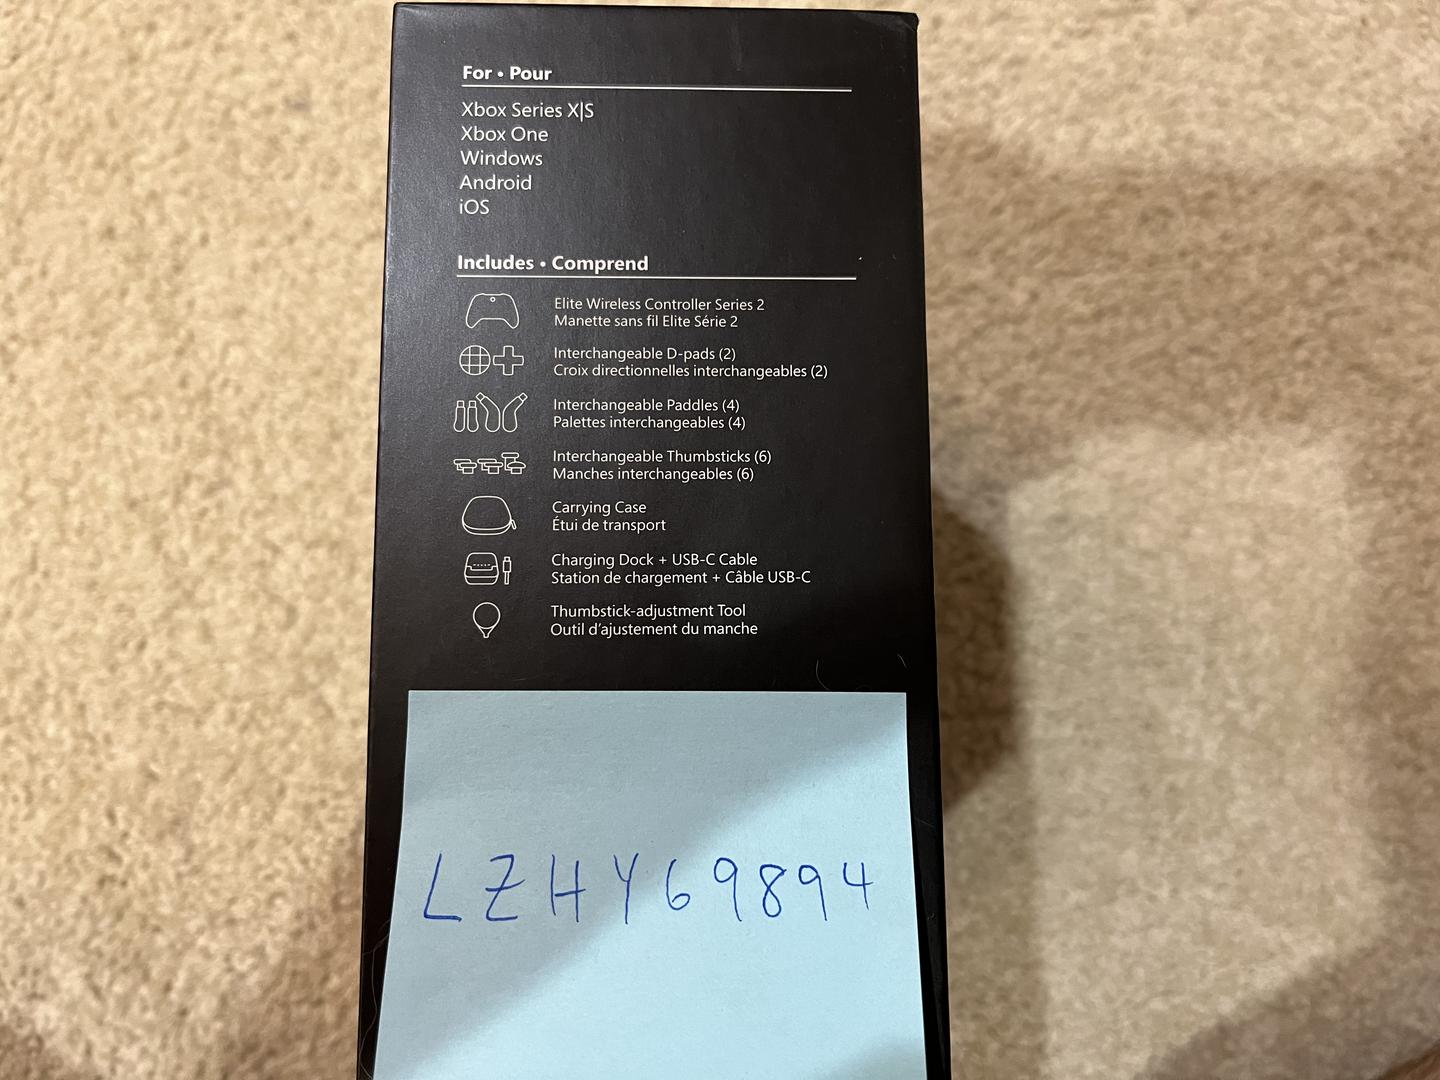 For • Pour
Xbox Series X|S
Xbox One
Windows
Android
iOS
Includes • Comprend
Elite Wireless Controller Series 2
Manette sans fil Elite Série 2
Interchangeable D-pads (2)
Croix directionnelles interchangeables (2)
Interchangeable Paddles (4)
Palettes interchangeables (4)
Interchangeable Thumbsticks (6)
Manches interchangeables (6)
Carrying Case
Étui de transport
Charging Dock + USB-C Cable
Station de chargement + Câble USB-C
Thumbstick-adjustment Tool
Outil d'ajustement du manche
LZHY69894